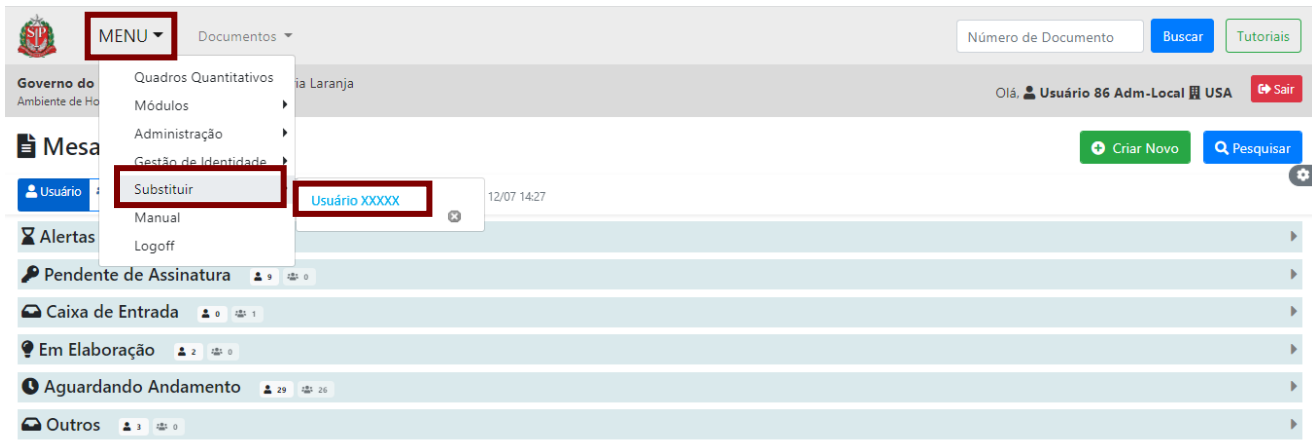 SP
MENU
Documentos
Número de Documento
Buscar
Tutoriais
Governo do
ia Laranja
Ambiente de Ho
Olá, Usuário 86 Adm-Local USA
Sair
Quadros Quantitativos
Módulos
Administração
Gestão de Identidade
Substituir
Manual
Logoff
Usuário XXXXX
Mesa
Criar Novo
Pesquisar
Usuário
12/07 14:27
Alertas
Pendente de Assinatura 9 0
Caixa de Entrada 0 1
Em Elaboração 2 0
Aguardando Andamento 29 26
Outros 3 0